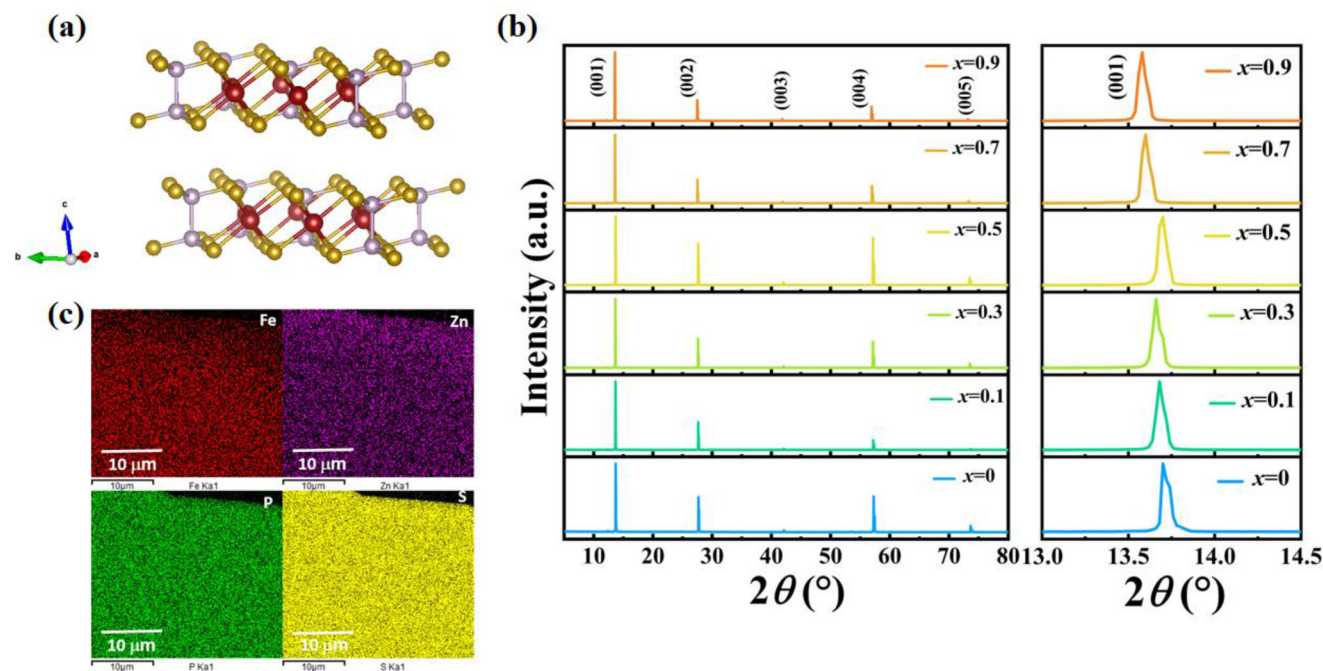 (a)
c
b
a
(b)
Intensity (a.u.)
(001)
(002)
(003)
(004)
(005)
x=0.9
x=0.7
x=0.5
x=0.3
x=0.1
x=0
10 20 30 40 50 60 70 80
2θ (°)
(001)
x=0.9
x=0.7
x=0.5
x=0.3
x=0.1
x=0
13.0 13.5 14.0 14.5
2θ (°)
(c)
Fe
10 µm
10µm
Fe Ka1
Zn
10 µm
10µm
Zn Ka1
P
10 µm
10µm
P Ka1
S
10 µm
10µm
S Ka1